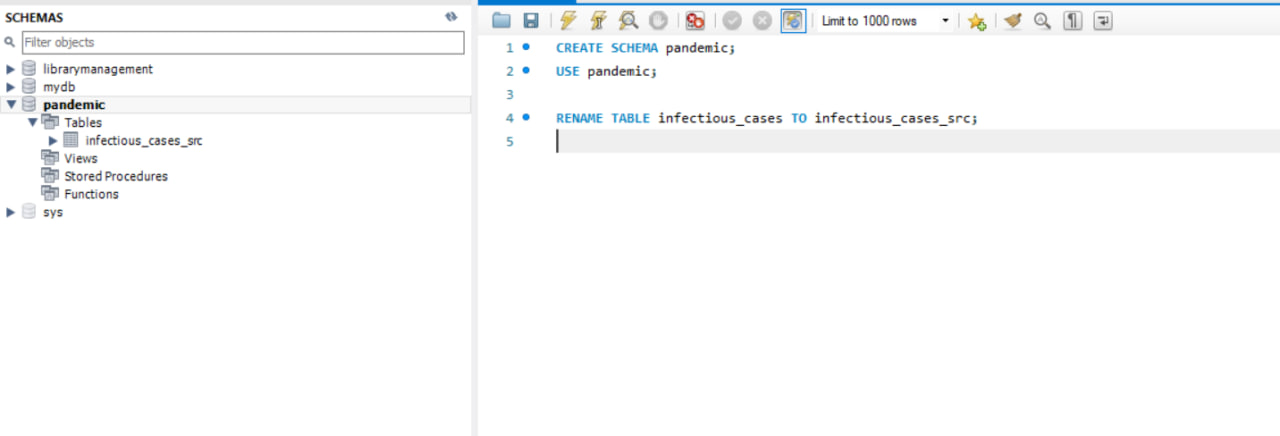 SCHEMAS
Filter objects
librarymanagement
mydb
pandemic
Tables
infectious_cases_src
Views
Stored Procedures
Functions
sys
Limit to 1000 rows
1 CREATE SCHEMA pandemic;
2 USE pandemic;
3
4 RENAME TABLE infectious_cases TO infectious_cases_src;
5